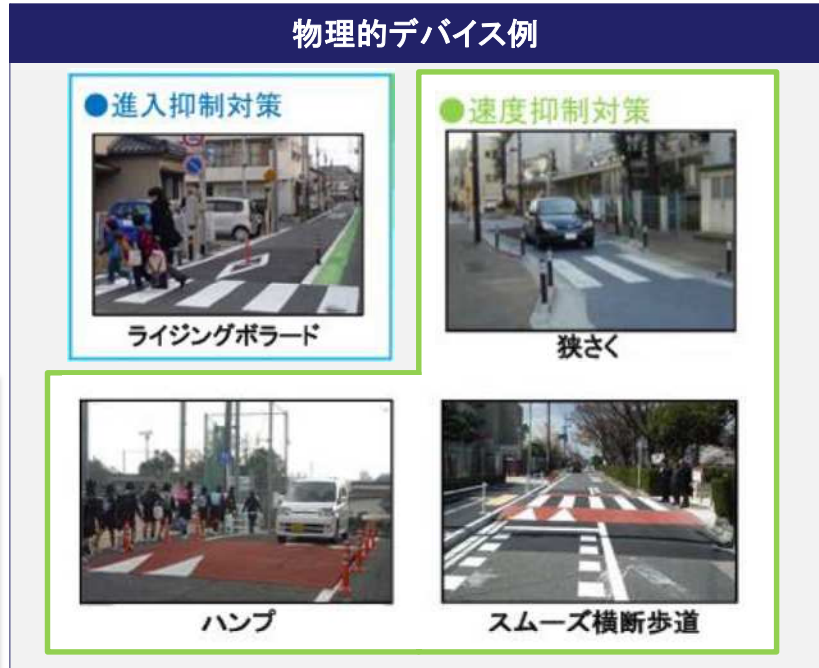 物理的デバイス例
●進入抑制対策
ライジングボラード
●速度抑制対策
狭さく
ハンプ
スムーズ横断歩道